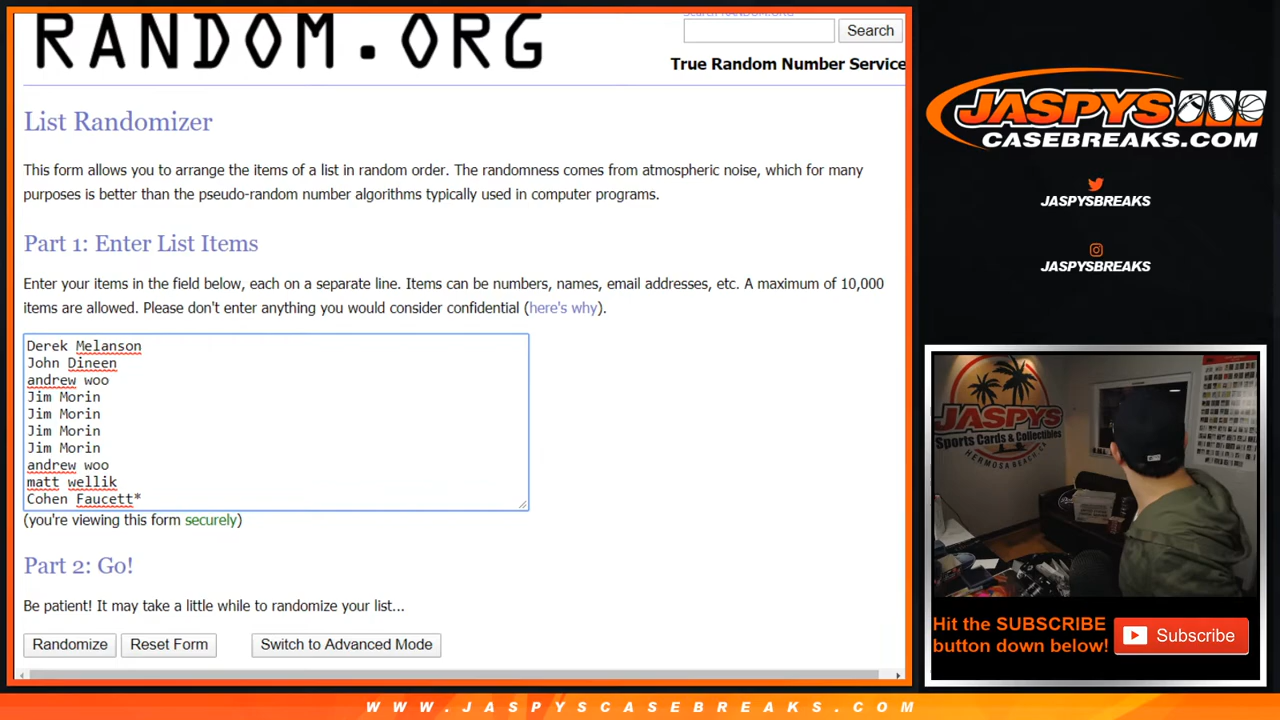 RANDOM.ORG
Search
True Random Number Service
List Randomizer
This form allows you to arrange the items of a list in random order. The randomness comes from atmospheric noise, which for many
purposes is better than the pseudo-random number algorithms typically used in computer programs.
Part 1: Enter List Items
Enter your items in the field below, each on a separate line. Items can be numbers, names, email addresses, etc. A maximum of 10,000
items are allowed. Please don't enter anything you would consider confidential (here's why).
Derek Melanson
John Dineen
andrew woo
Jim Morin
Jim Morin
Jim Morin
Jim Morin
andrew woo
matt wellik
Cohen Faucett*
(you're viewing this form securely)
Part 2: Go!
Be patient! It may take a little while to randomize your list...
Randomize
Reset Form
Switch to Advanced Mode
JASPYS
CASEBREAKS.COM
JASPYSBREAKS
JASPYSBREAKS
JASPYS
Sports Cards & Collectibles
HERMOSA BEACH, CA
Hit the SUBSCRIBE
button down below!
Subscribe
WWW.JASPYSCASEBREAKS.COM